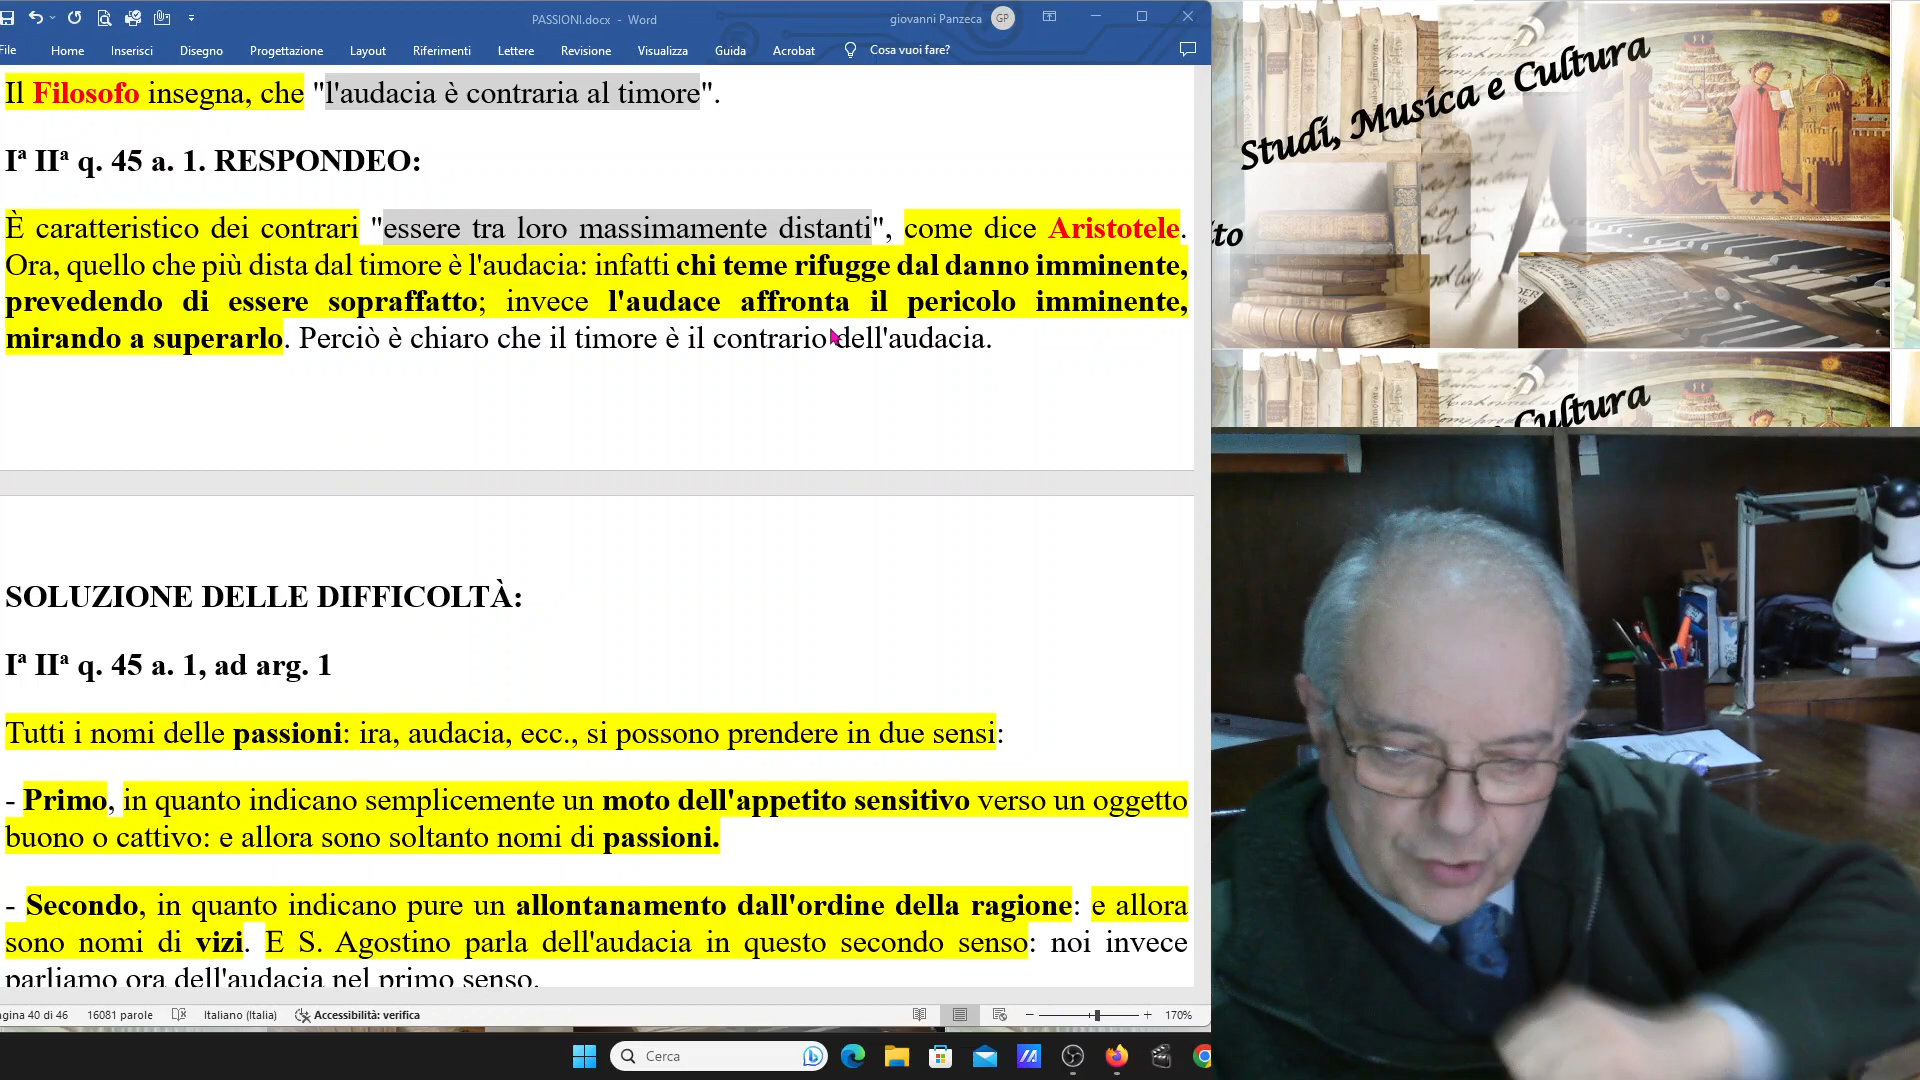 PASSIONI.docx - Word
giovanni Panzeca GP
File Home Inserisci Disegno Progettazione Layout Riferimenti Lettere Revisione Visualizza Guida Acrobat Cosa vuoi fare?
Il Filosofo insegna, che "l'audacia è contraria al timore".
Iª IIª q. 45 a. 1. RESPONDEO:
È caratteristico dei contrari "essere tra loro massimamente distanti", come dice Aristotele.
Ora, quello che più dista dal timore è l'audacia: infatti chi teme rifugge dal danno imminente,
prevedendo di essere sopraffatto; invece l'audace affronta il pericolo imminente,
mirando a superarlo. Perciò è chiaro che il timore è il contrario dell'audacia.
SOLUZIONE DELLE DIFFICOLTÀ:
Iª IIª q. 45 a. 1, ad arg. 1
Tutti i nomi delle passioni: ira, audacia, ecc., si possono prendere in due sensi:
- Primo, in quanto indicano semplicemente un moto dell'appetito sensitivo verso un oggetto
buono o cattivo: e allora sono soltanto nomi di passioni.
- Secondo, in quanto indicano pure un allontanamento dall'ordine della ragione: e allora
sono nomi di vizi. E S. Agostino parla dell'audacia in questo secondo senso: noi invece
parliamo ora dell'audacia nel primo senso.
agina 40 di 46 16081 parole Italiano (Italia) Accessibilità: verifica 170%
Cerca
Studi, Musica e Cultura
ito
e Cultura